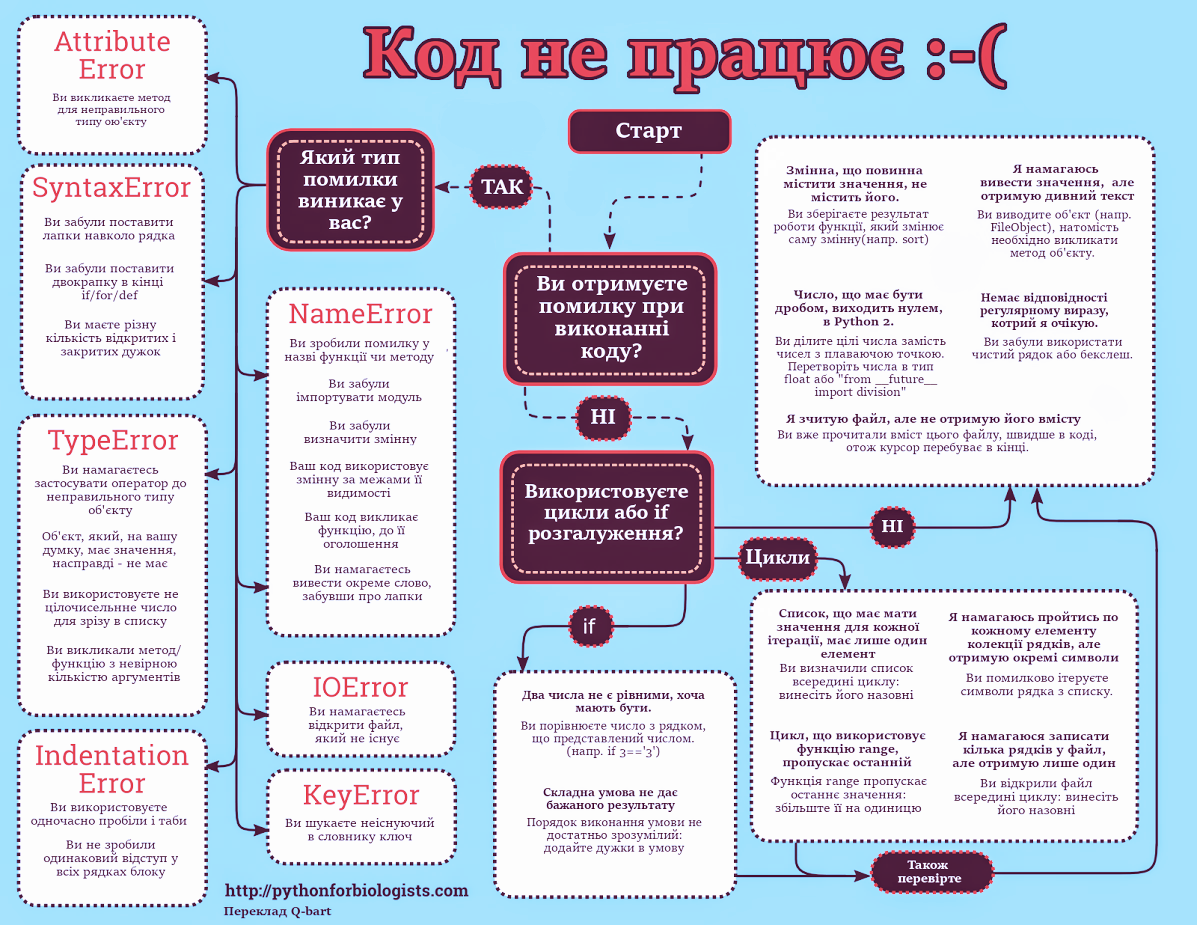 Код не працює :-(
Старт
Ви отримуєте
помилку при
виконанні
коду?
ТАК
Який тип
помилки
виникає у
вас?
Attribute
Error
Ви викликаєте метод
для неправильного
типу ою'єкту
SyntaxError
Ви забули поставити
лапки навколо рядка
Ви забули поставити
двокрапку в кінці
if/for/def
Ви маєте різну
кількість відкритих і
закритих дужок
TypeError
Ви намагаєтесь
застосувати оператор до
неправильного типу
об'єкту
Об'єкт, який, на вашу
думку, має значення,
насправді - не має
Ви використовуєте не
цілочисельнне число
для зрізу в списку
Ви викликали метод/
функцію з невірною
кількістю аргументів
Indentation
Error
Ви використовуєте
одночасно пробіли і таби
Ви не зробили
одинаковий відступ у
всіх рядках блоку
NameError
Ви зробили помилку у
назві функції чи методу
Ви забули
імпортувати модуль
Ви забули
визначити змінну
Ваш код використовує
змінну за межами її
видимості
Ваш код викликає
функцію, до її
оголошення
Ви намагаєтесь
вивести окреме слово,
забувши про лапки
IOError
Ви намагаєтесь
відкрити файл,
який не існує
KeyError
Ви шукаєте неіснуючий
в словнику ключ
НІ
Використовуєте
цикли або if
розгалуження?
НІ
Змінна, що повинна
містити значення, не
містить його.
Ви зберігаєте результат
роботи функції, який змінює
саму змінну(напр. sort)
Я намагаюсь
вивести значення, але
отримую дивний текст
Ви виводите об'єкт (напр.
FileObject), натомість
необхідно викликати
метод об'єкту.
Число, що має бути
дробом, виходить нулем,
в Python 2.
Ви ділите цілі числа замість
чисел з плаваючою точкою.
Перетворіть числа в тип
float або "from __future__
import division"
Немає відповідності
регулярному виразу,
котрий я очікую.
Ви забули використати
чистий рядок або бекслеш.
Я зчитую файл, але не отримую його вмісту
Ви вже прочитали вміст цього файлу, швидше в коді,
отож курсор перебуває в кінці.
Цикли
Список, що має мати
значення для кожної
ітерації, має лише один
елемент
Ви визначили список
всередині циклу:
винесіть його назовні
Я намагаюсь пройтись по
кожному елементу
колекції рядків, але
отримую окремі символи
Ви помилково ітеруєте
символи рядка з списку.
Цикл, що використовує
функцію range,
пропускає останній
Функція range пропускає
останнє значення:
збільште її на одиницю
Я намагаюся записати
кілька рядків у файл,
але отримую лише один
Ви відкрили файл
всередині циклу: винесіть
його назовні
if
Два числа не є рівними, хоча
мають бути.
Ви порівнюєте число з рядком,
що представлений числом.
(напр. if 3=='3')
Складна умова не дає
бажаного результату
Порядок виконання умови не
достатньо зрозумілий:
додайте дужки в умову
Також
перевірте
http://pythonforbiologists.com
Переклад Q-bart